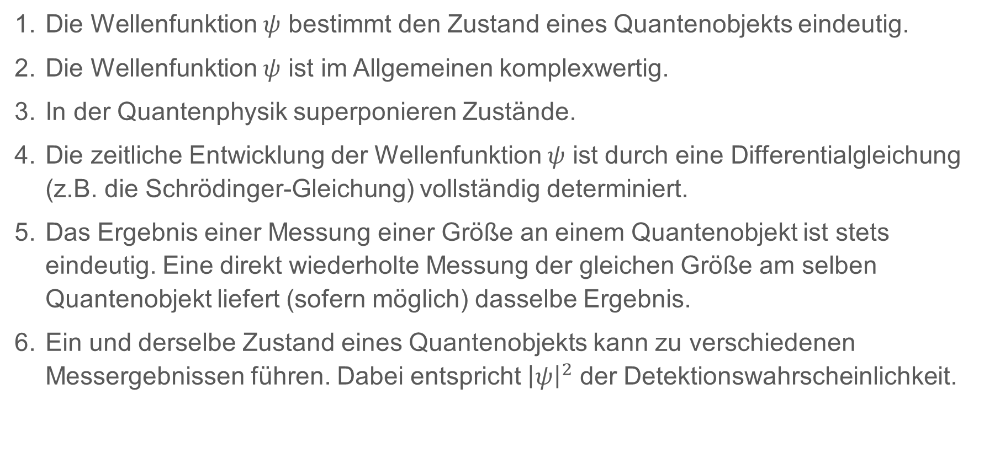 1. Die Wellenfunktion ψ bestimmt den Zustand eines Quantenobjekts eindeutig.
2. Die Wellenfunktion ψ ist im Allgemeinen komplexwertig.
3. In der Quantenphysik superponieren Zustände.
4. Die zeitliche Entwicklung der Wellenfunktion ψ ist durch eine Differentialgleichung
(z.B. die Schrödinger-Gleichung) vollständig determiniert.
5. Das Ergebnis einer Messung einer Größe an einem Quantenobjekt ist stets
eindeutig. Eine direkt wiederholte Messung der gleichen Größe am selben
Quantenobjekt liefert (sofern möglich) dasselbe Ergebnis.
6. Ein und derselbe Zustand eines Quantenobjekts kann zu verschiedenen
Messergebnissen führen. Dabei entspricht |ψ|² der Detektionswahrscheinlichkeit.